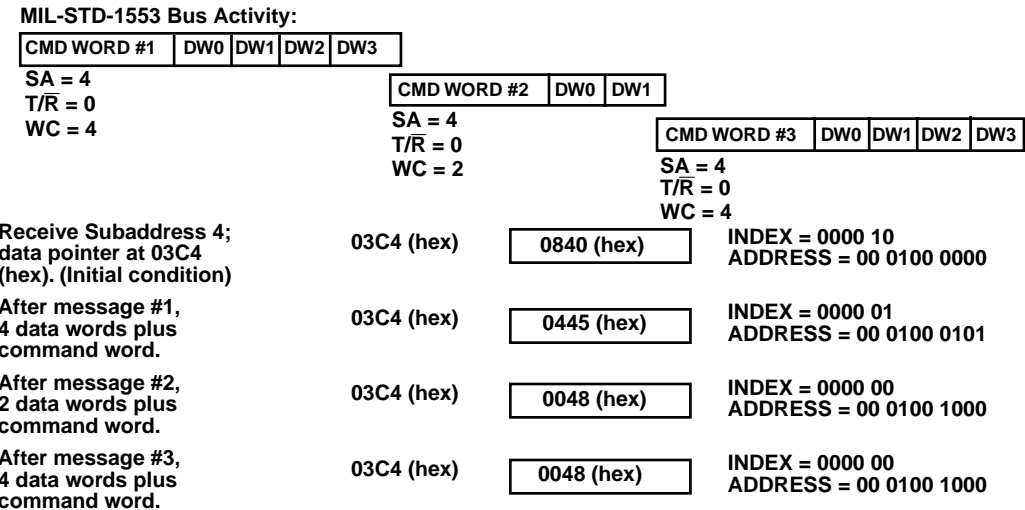 MIL-STD-1553 Bus Activity:
CMD WORD #1 DW0 DW1 DW2 DW3
SA = 4
T/R̅ = 0
WC = 4
CMD WORD #2 DW0 DW1
SA = 4
T/R̅ = 0
WC = 2
CMD WORD #3 DW0 DW1 DW2 DW3
SA = 4
T/R̅ = 0
WC = 4
Receive Subaddress 4;
data pointer at 03C4
(hex). (Initial condition)
03C4 (hex)
0840 (hex)
INDEX = 0000 10
ADDRESS = 00 0100 0000
After message #1,
4 data words plus
command word.
03C4 (hex)
0445 (hex)
INDEX = 0000 01
ADDRESS = 00 0100 0101
After message #2,
2 data words plus
command word.
03C4 (hex)
0048 (hex)
INDEX = 0000 00
ADDRESS = 00 0100 1000
After message #3,
4 data words plus
command word.
03C4 (hex)
0048 (hex)
INDEX = 0000 00
ADDRESS = 00 0100 1000